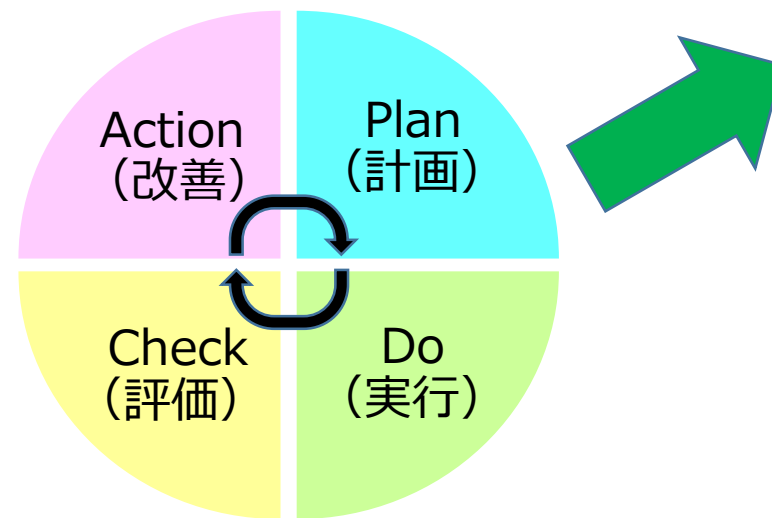 Action
（改善）
Plan
（計画）
Check
（評価）
Do
（実行）